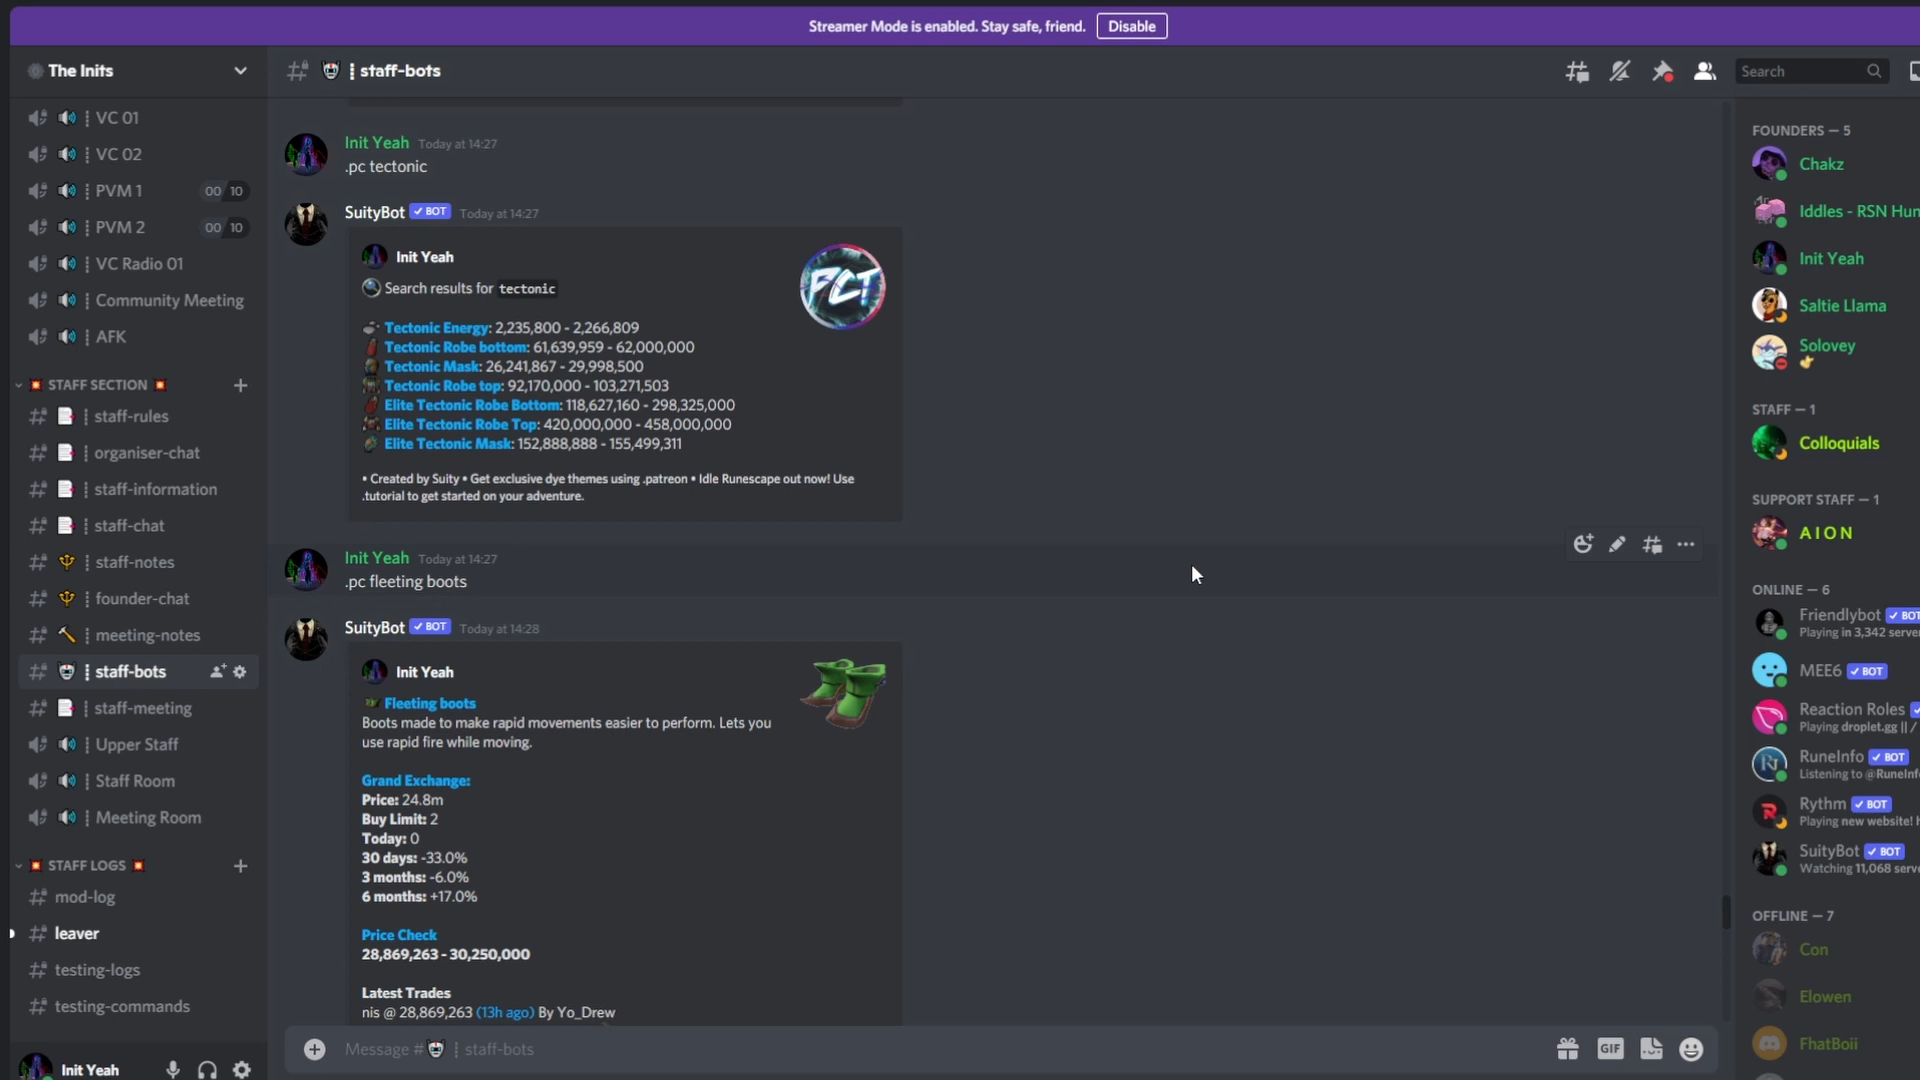 Streamer Mode is enabled. Stay safe, friend. Disable
The Inits
VC 01
VC 02
PVM 1 00 10
PVM 2 00 10
VC Radio 01
Community Meeting
AFK
STAFF SECTION
staff-rules
organiser-chat
staff-information
staff-chat
staff-notes
founder-chat
meeting-notes
staff-bots
staff-meeting
Upper Staff
Staff Room
Meeting Room
STAFF LOGS
mod-log
leaver
testing-logs
testing-commands
Init Yeah
staff-bots
Search
Init Yeah Today at 14:27
.pc tectonic
SuityBot BOT Today at 14:27
Init Yeah
Search results for tectonic
FCT
Tectonic Energy: 2,235,800 - 2,266,809
Tectonic Robe bottom: 61,639,959 - 62,000,000
Tectonic Mask: 26,241,867 - 29,998,500
Tectonic Robe top: 92,170,000 - 103,271,503
Elite Tectonic Robe Bottom: 118,627,160 - 298,325,000
Elite Tectonic Robe Top: 420,000,000 - 458,000,000
Elite Tectonic Mask: 152,888,888 - 155,499,311
• Created by Suity • Get exclusive dye themes using .patreon • Idle Runescape out now! Use
.tutorial to get started on your adventure.
Init Yeah Today at 14:27
.pc fleeting boots
SuityBot BOT Today at 14:28
Init Yeah
Fleeting boots
Boots made to make rapid movements easier to perform. Lets you
use rapid fire while moving.
Grand Exchange:
Price: 24.8m
Buy Limit: 2
Today: 0
30 days: -33.0%
3 months: -6.0%
6 months: +17.0%
Price Check
28,869,263 - 30,250,000
Latest Trades
nis @ 28,869,263 (13h ago) By Yo_Drew
Message # staff-bots
GIF
FOUNDERS — 5
Chakz
Iddles - RSN Hun
Init Yeah
Saltie Llama
Solovey
STAFF — 1
Colloquials
SUPPORT STAFF — 1
A I O N
ONLINE — 6
Friendlybot BOT
Playing in 3,342 server
MEE6 BOT
Reaction Roles
Playing droplet.gg || /
RuneInfo BOT
Listening to @RuneInfo
Rythm BOT
Playing new website! h
SuityBot BOT
Watching 11,068 serve
OFFLINE — 7
Con
Elowen
FhatBoii